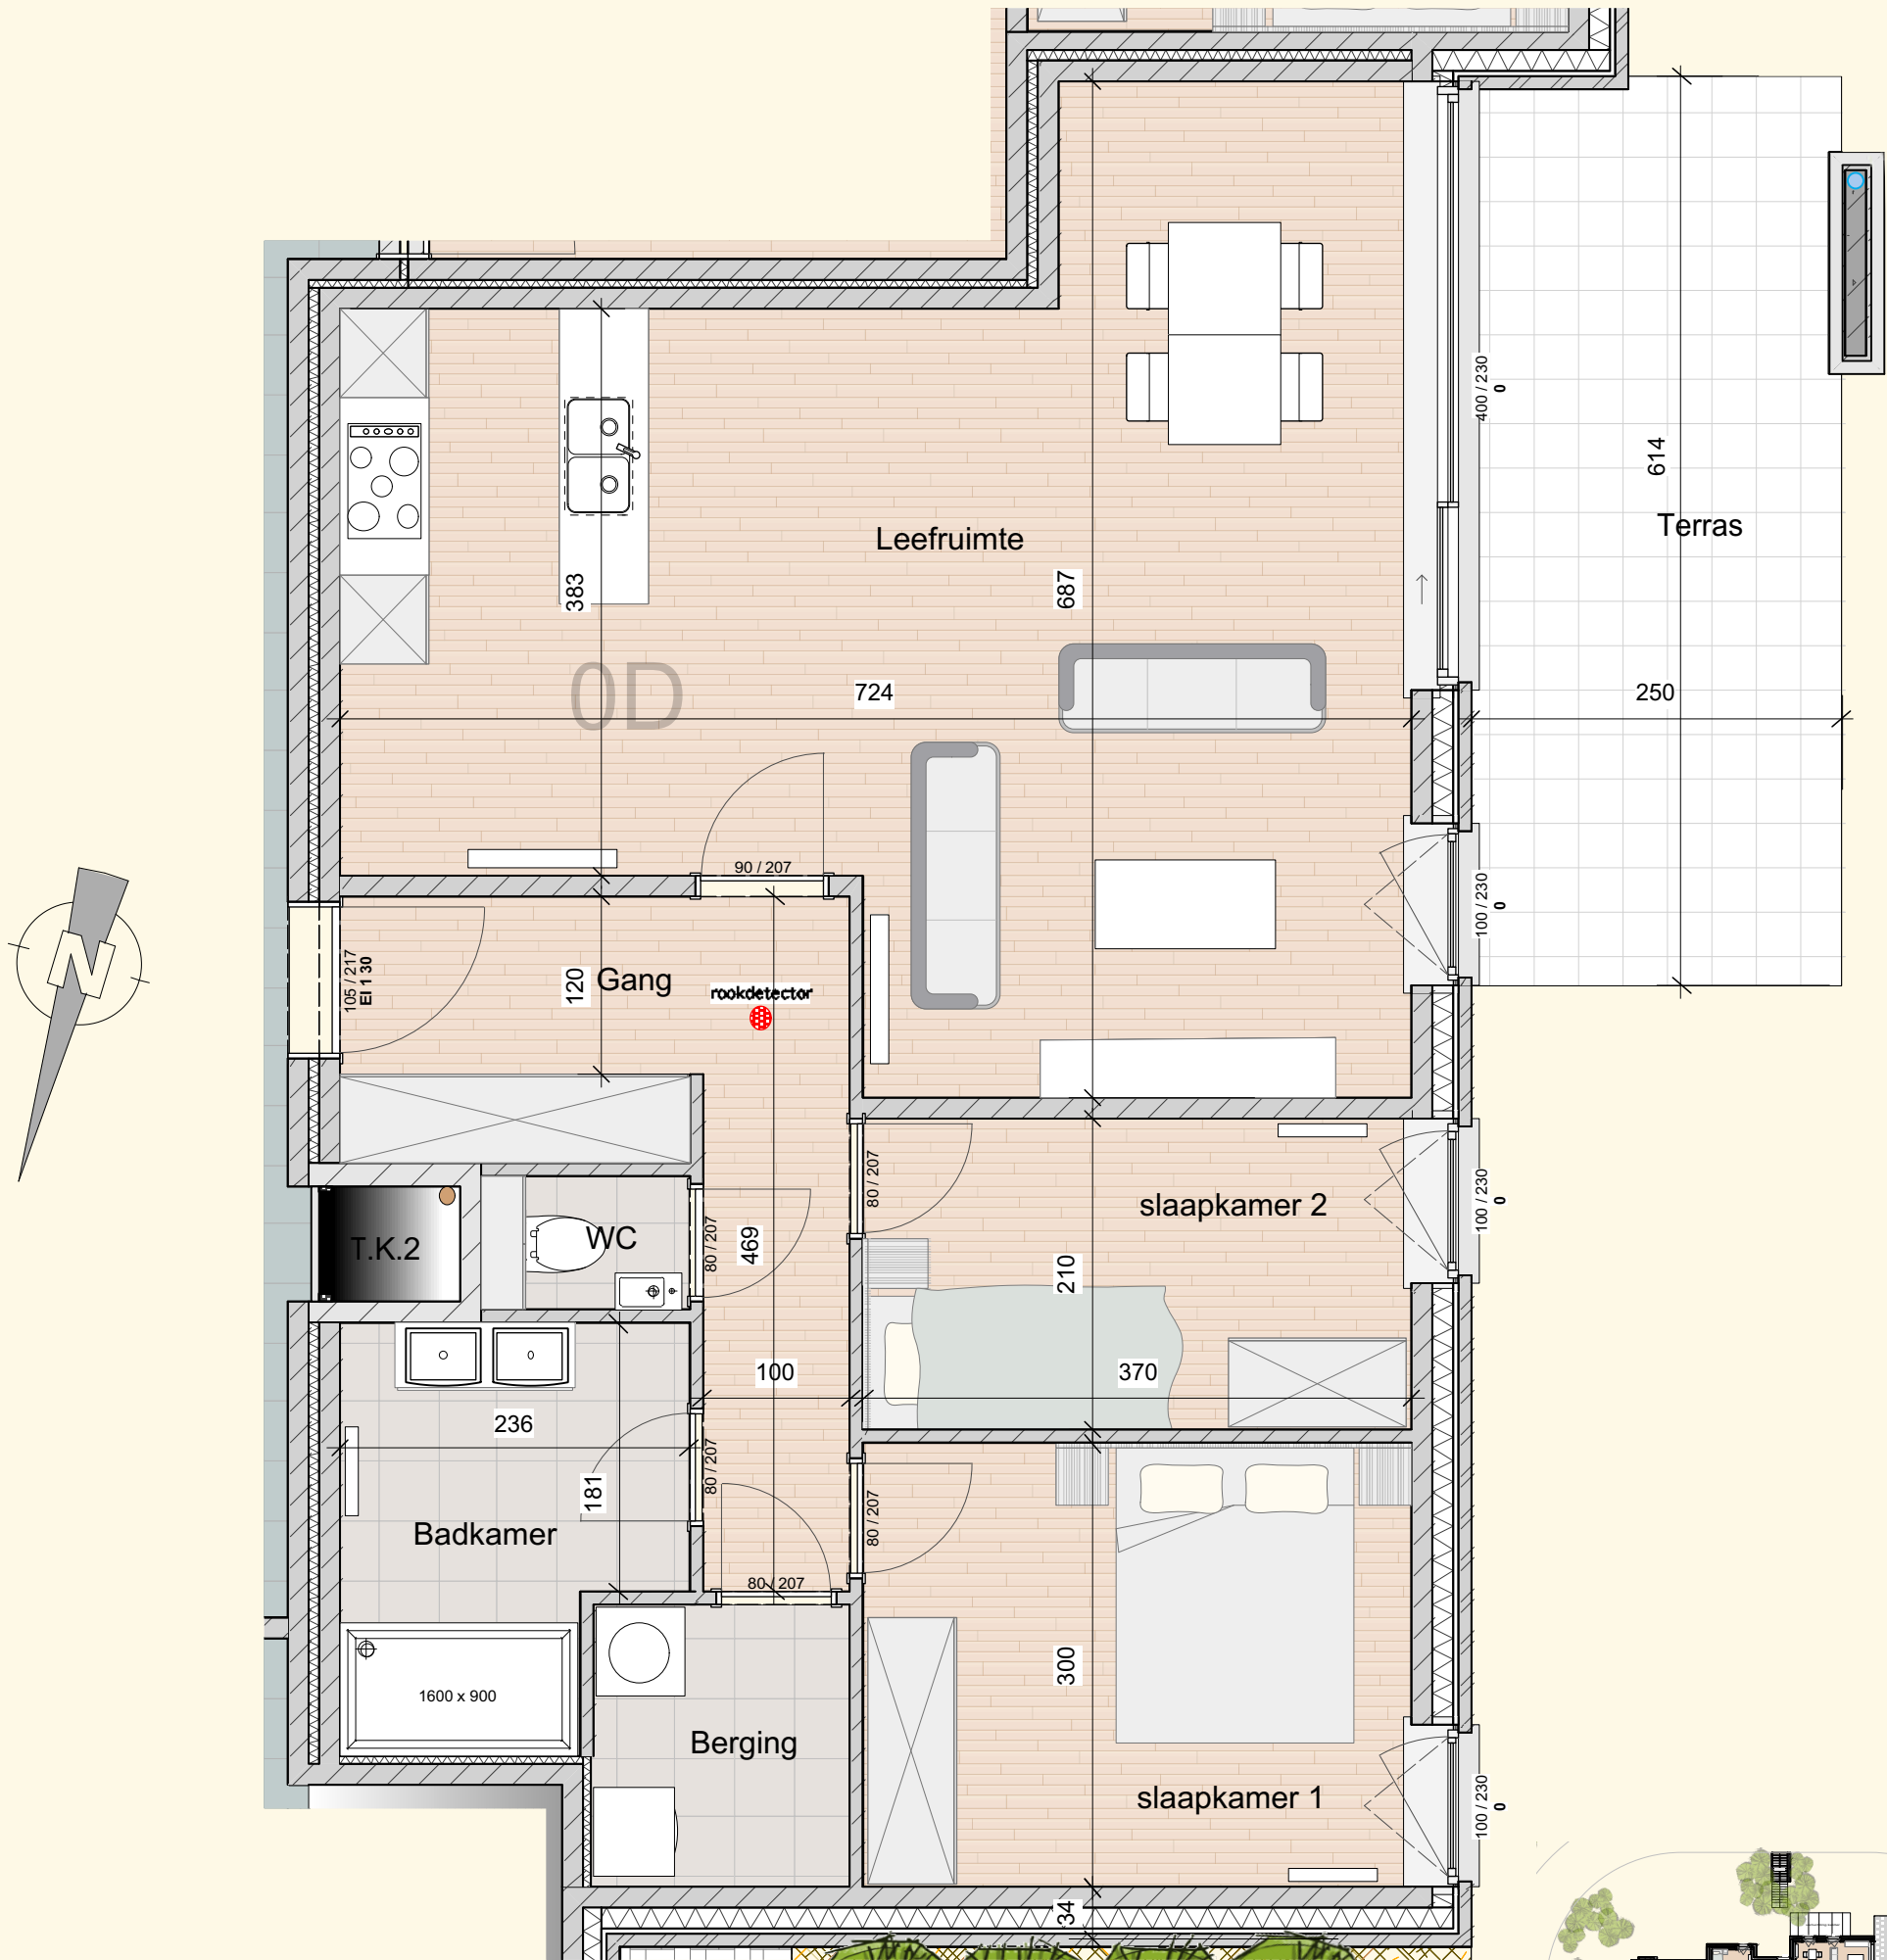 400 / 230
0
614
Leefruimte
Terras
383
687
0D
724
250
90 / 207
100 / 230
0
105 / 217
EI 1 30
120
Gang
rookdetector
N
80 / 207
slaapkamer 2
100 / 230
0
T.K.2
WC
80 / 207
469
210
100
370
236
80 / 207
181
80 / 207
Badkamer
80 / 207
300
1600 x 900
Berging
slaapkamer 1
100 / 230
0
34